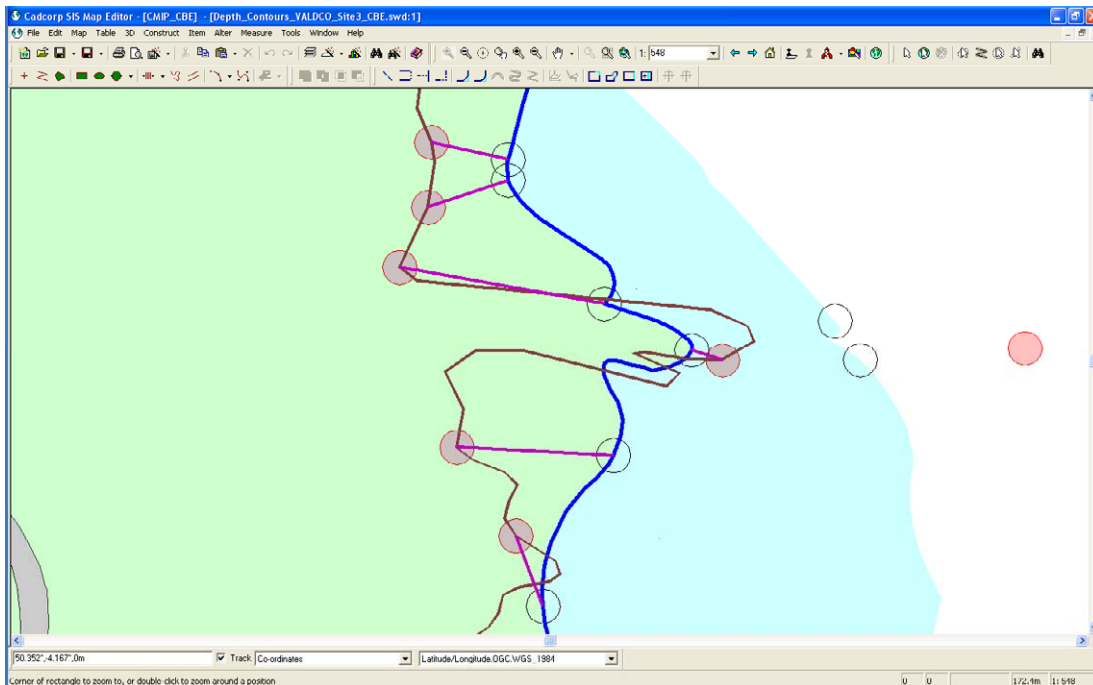 Cadcorp SIS Map Editor - [CMIP_CBE] - [Depth_Contours_VALDCO_Site3_CBE.swd:1]
File Edit Map Table 3D Construct Item Alter Measure Tools Window Help
1: 548
50.352°,-4.167°,0m Track Co-ordinates Latitude/Longitude.OGC.WGS_1984
Corner of rectangle to zoom to, or double-click to zoom around a position 0 0 172.4m 1: 548